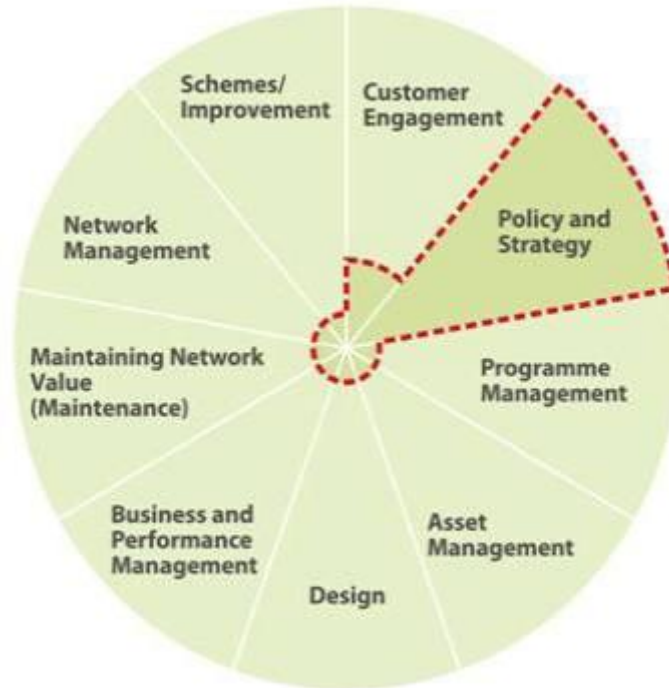 Schemes/
Improvement
Customer
Engagement
Policy and
Strategy
Programme
Management
Asset
Management
Design
Business and
Performance
Management
Maintaining Network
Value
(Maintenance)
Network
Management